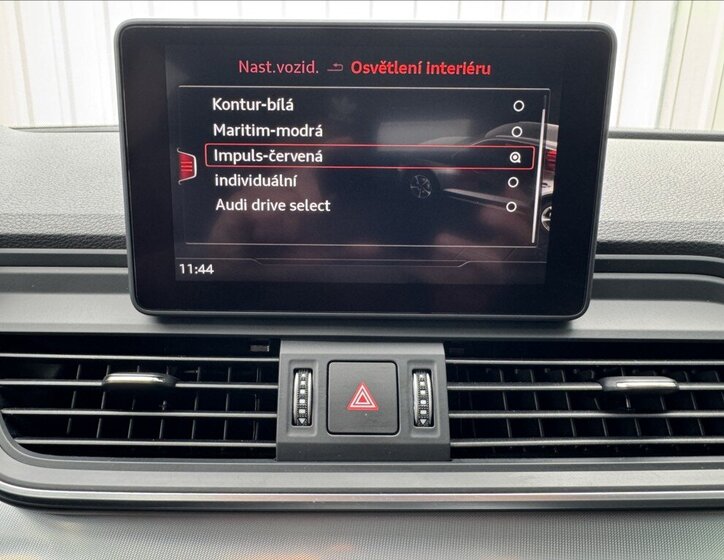 Nast.vozid. Osvětlení interiéru
Kontur-bílá
Maritim-modrá
Impuls-červená
individuální
Audi drive select
11:44